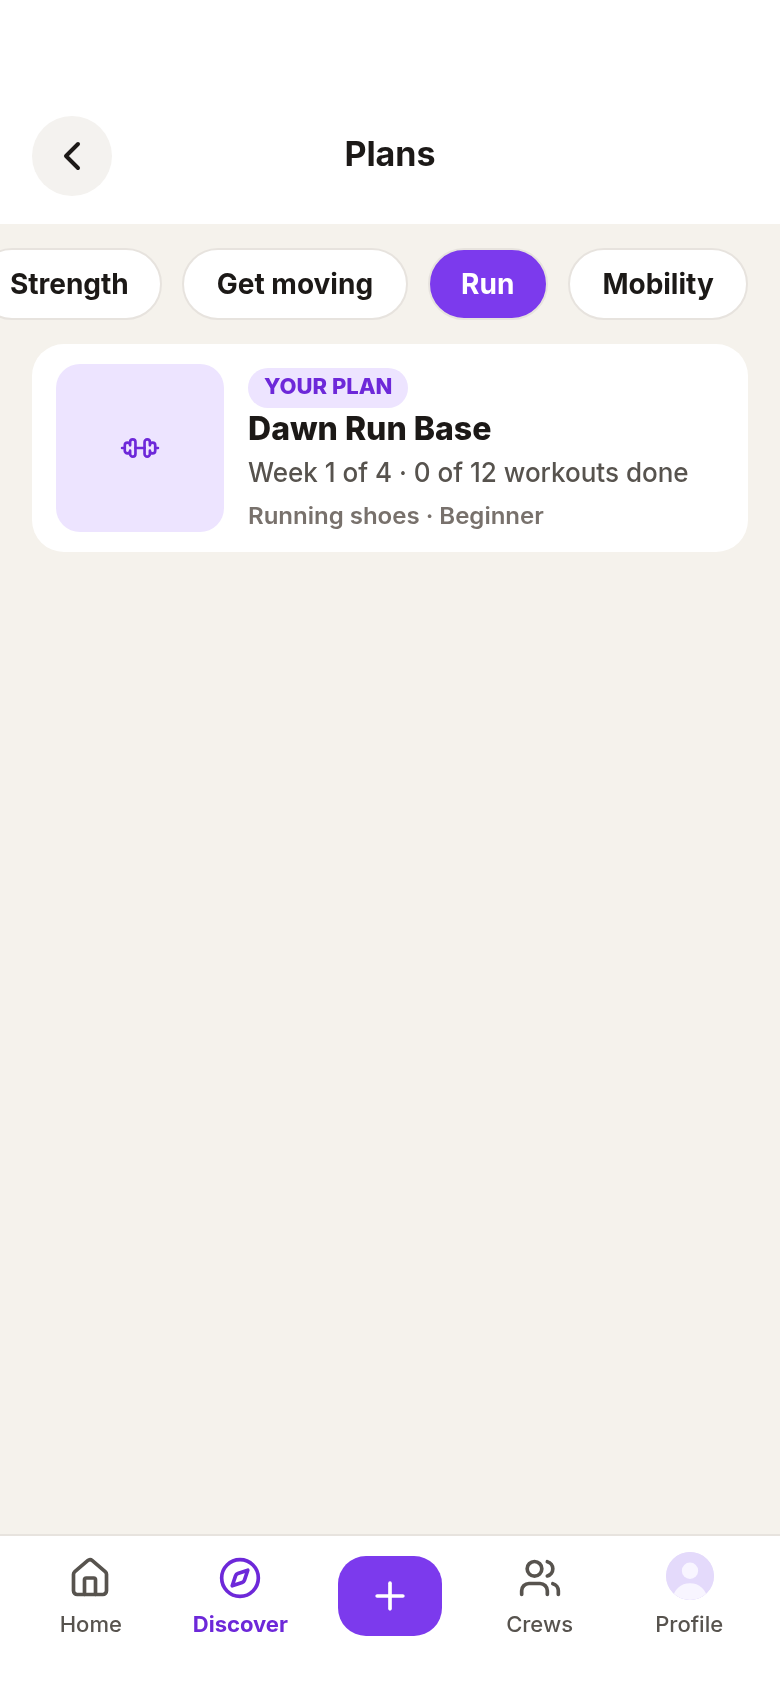 Plans
Strength
Get moving
Run
Mobility
YOUR PLAN
Dawn Run Base
Week 1 of 4 · 0 of 12 workouts done
Running shoes · Beginner
Home
Discover
Crews
Profile